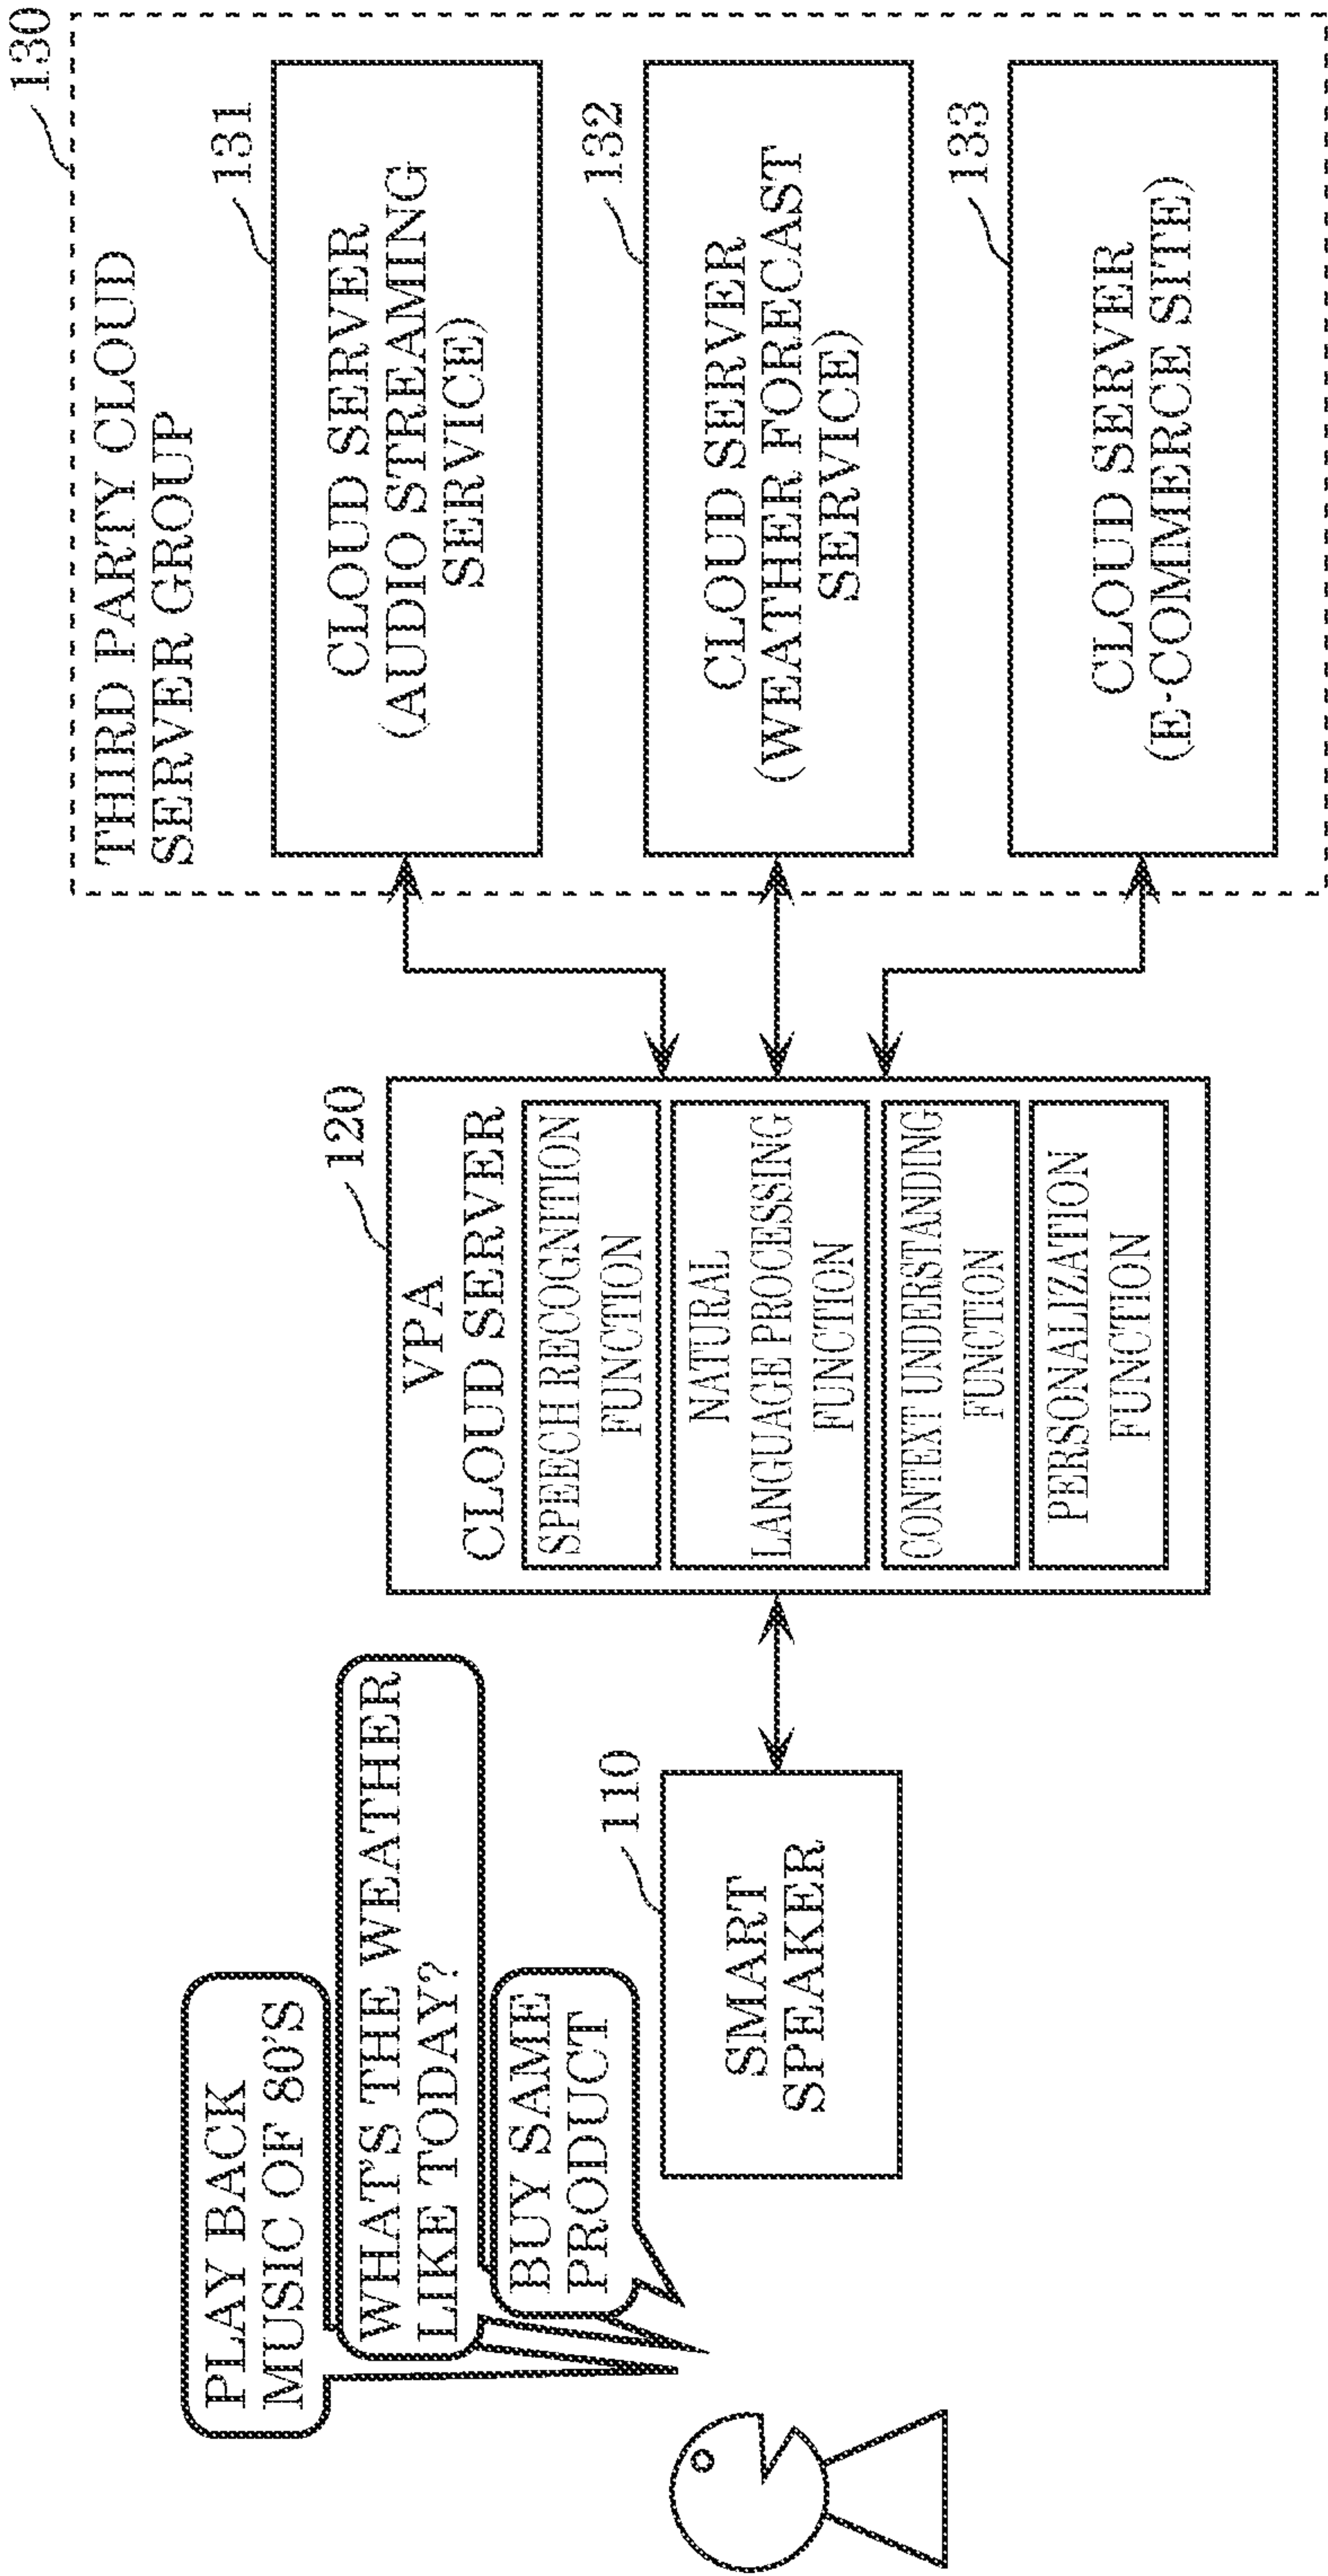 PLAY BACK
MUSIC OF 80'S
WHAT'S THE WEATHER
LIKE TODAY?
BUY SAME
PRODUCT
110
SMART
SPEAKER
120
VPA
CLOUD SERVER
SPEECH RECOGNITION
FUNCTION
NATURAL
LANGUAGE PROCESSING
FUNCTION
CONTEXT UNDERSTANDING
FUNCTION
PERSONALIZATION
FUNCTION
130
THIRD PARTY CLOUD
SERVER GROUP
131
CLOUD SERVER
(AUDIO STREAMING
SERVICE)
132
CLOUD SERVER
(WEATHER FORECAST
SERVICE)
133
CLOUD SERVER
(E-COMMERCE SITE)